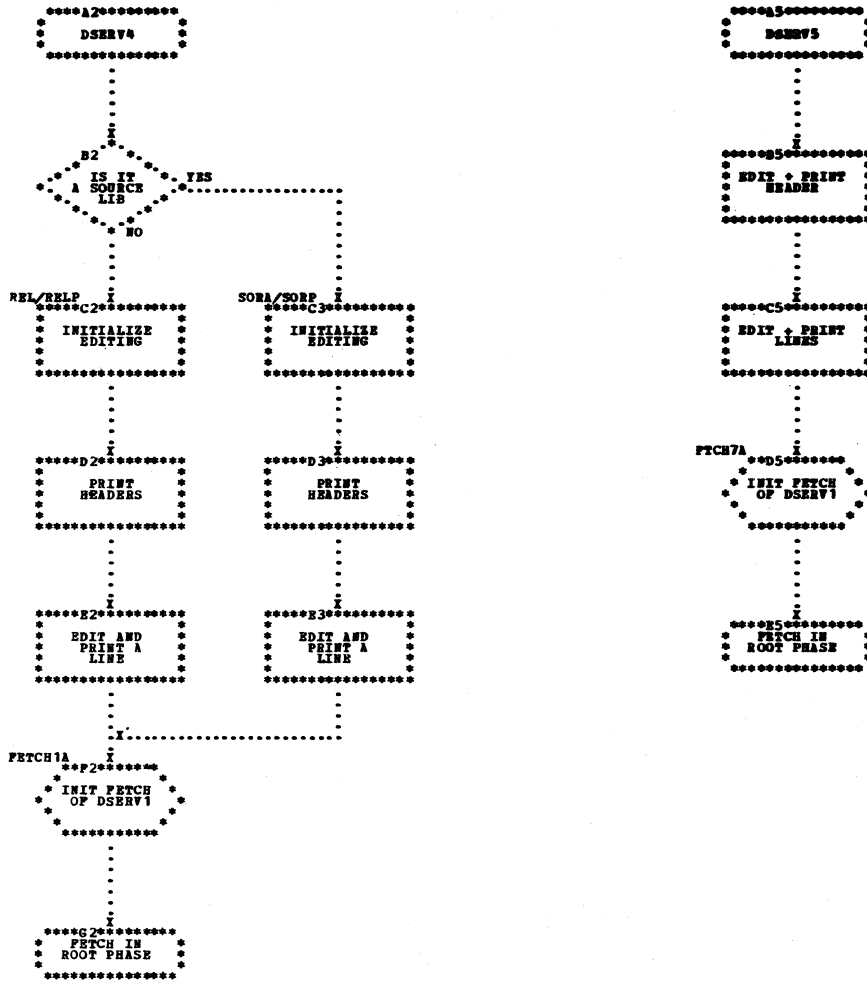 A2
DSERV4
B2
IS IT
A SOURCE
LIB
YES
NO
REL/RELP
C2
INITIALIZE
EDITING
SORA/SORP
C3
INITIALIZE
EDITING
D2
PRINT
HEADERS
D3
PRINT
HEADERS
E2
EDIT AND
PRINT A
LINE
E3
EDIT AND
PRINT A
LINE
FETCH1A
F2
INIT FETCH
OF DSERV1
G2
FETCH IN
ROOT PHASE
A5
DSERV5
B5
EDIT + PRINT
HEADER
C5
EDIT + PRINT
LINES
FTCH7A
D5
INIT FETCH
OF DSERV1
E5
FETCH IN
ROOT PHASE